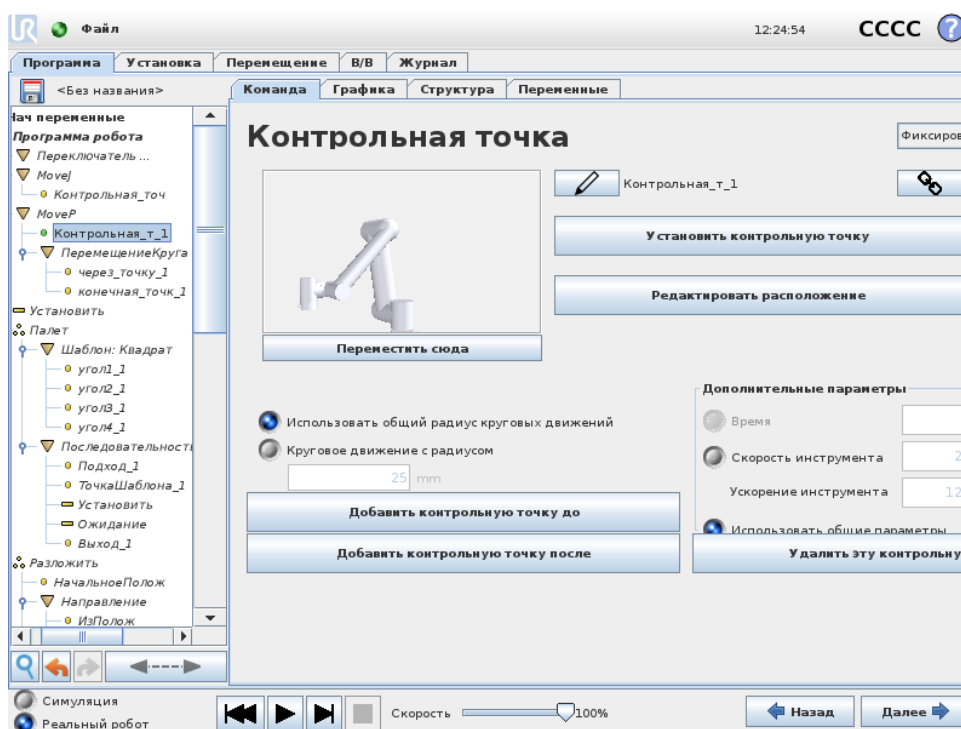 UR Файл 12:24:54 CCCC ?
Программа Установка Перемещение В/В Журнал
<Без названия>
Команда Графика Структура Переменные
Нач переменные
Программа робота
Переключатель ...
MoveJ
Контрольная_точ
MoveP
Контрольная_т_1
ПеремещениеКруга
через_точку_1
конечная_точк_1
Установить
Палет
Шаблон: Квадрат
угол1_1
угол2_1
угол3_1
угол4_1
Последовательност
Подход_1
ТочкаШаблона_1
Установить
Ожидание
Выход_1
Разложить
НачальноеПолож
Направление
ИзПолож
Контрольная точка
Фиксиров
Контрольная_т_1
Установить контрольную точку
Редактировать расположение
Переместить сюда
Использовать общий радиус круговых движений
Круговое движение с радиусом
25 mm
Дополнительные параметры
Время
Скорость инструмента 2
Ускорение инструмента 12
Использовать общие параметры
Добавить контрольную точку до
Добавить контрольную точку после
Удалить эту контрольну
Симуляция
Реальный робот
Скорость 100%
Назад Далее